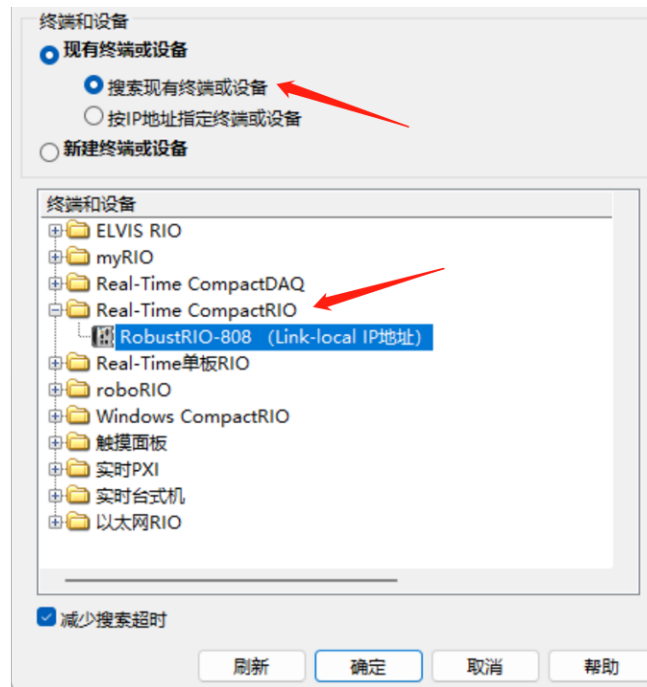 终端和设备
现有终端或设备
搜索现有终端或设备
按IP地址指定终端或设备
新建终端或设备
终端和设备
ELVIS RIO
myRIO
Real-Time CompactDAQ
Real-Time CompactRIO
RobustRIO-808 （Link-local IP地址）
Real-Time单板RIO
roboRIO
Windows CompactRIO
触摸面板
实时PXI
实时台式机
以太网RIO
减少搜索超时
刷新 确定 取消 帮助